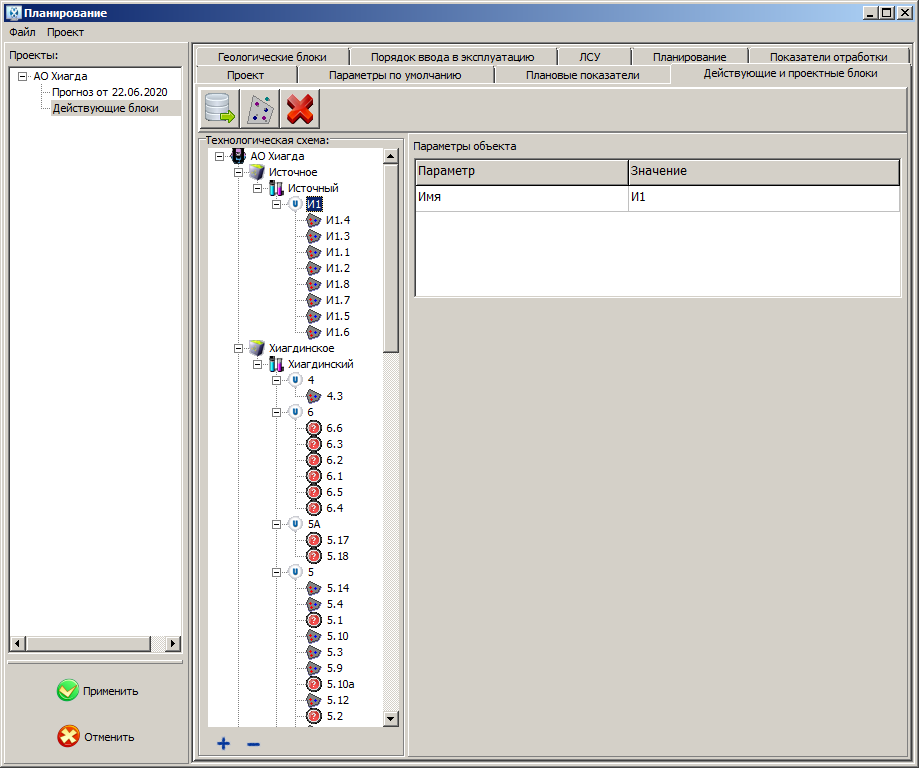 Планирование
Файл Проект
Проекты:
АО Хиагда
Прогноз от 22.06.2020
Действующие блоки
Применить
Отменить
Геологические блоки Порядок ввода в эксплуатацию ЛСУ Планирование Показатели отработки
Проект Параметры по умолчанию Плановые показатели Действующие и проектные блоки
Технологическая схема:
АО Хиагда
Источное
Источный
И1
И1.4
И1.3
И1.1
И1.2
И1.8
И1.7
И1.5
И1.6
Хиагдинское
Хиагдинский
4
4.3
6
6.6
6.3
6.2
6.1
6.5
6.4
5А
5.17
5.18
5
5.14
5.4
5.1
5.10
5.3
5.9
5.10а
5.12
5.2
Параметры объекта
Параметр Значение
Имя И1